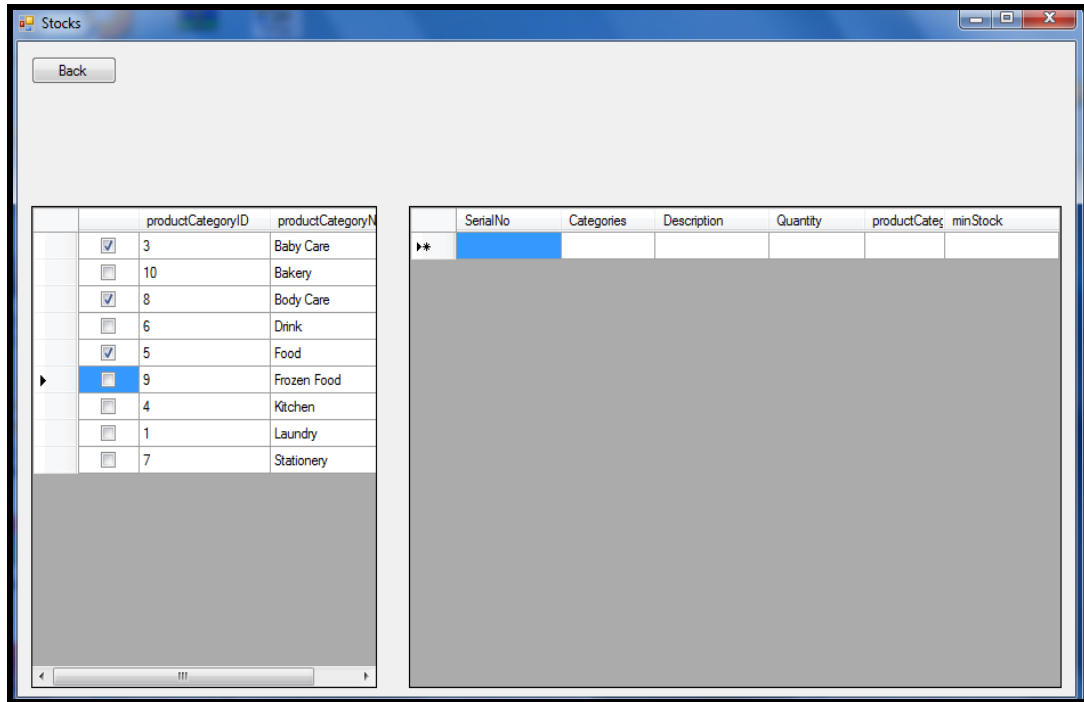 Stocks
Back
productCategoryID productCategoryN
3 Baby Care
10 Bakery
8 Body Care
6 Drink
5 Food
9 Frozen Food
4 Kitchen
1 Laundry
7 Stationery
SerialNo Categories Description Quantity productCateg minStock